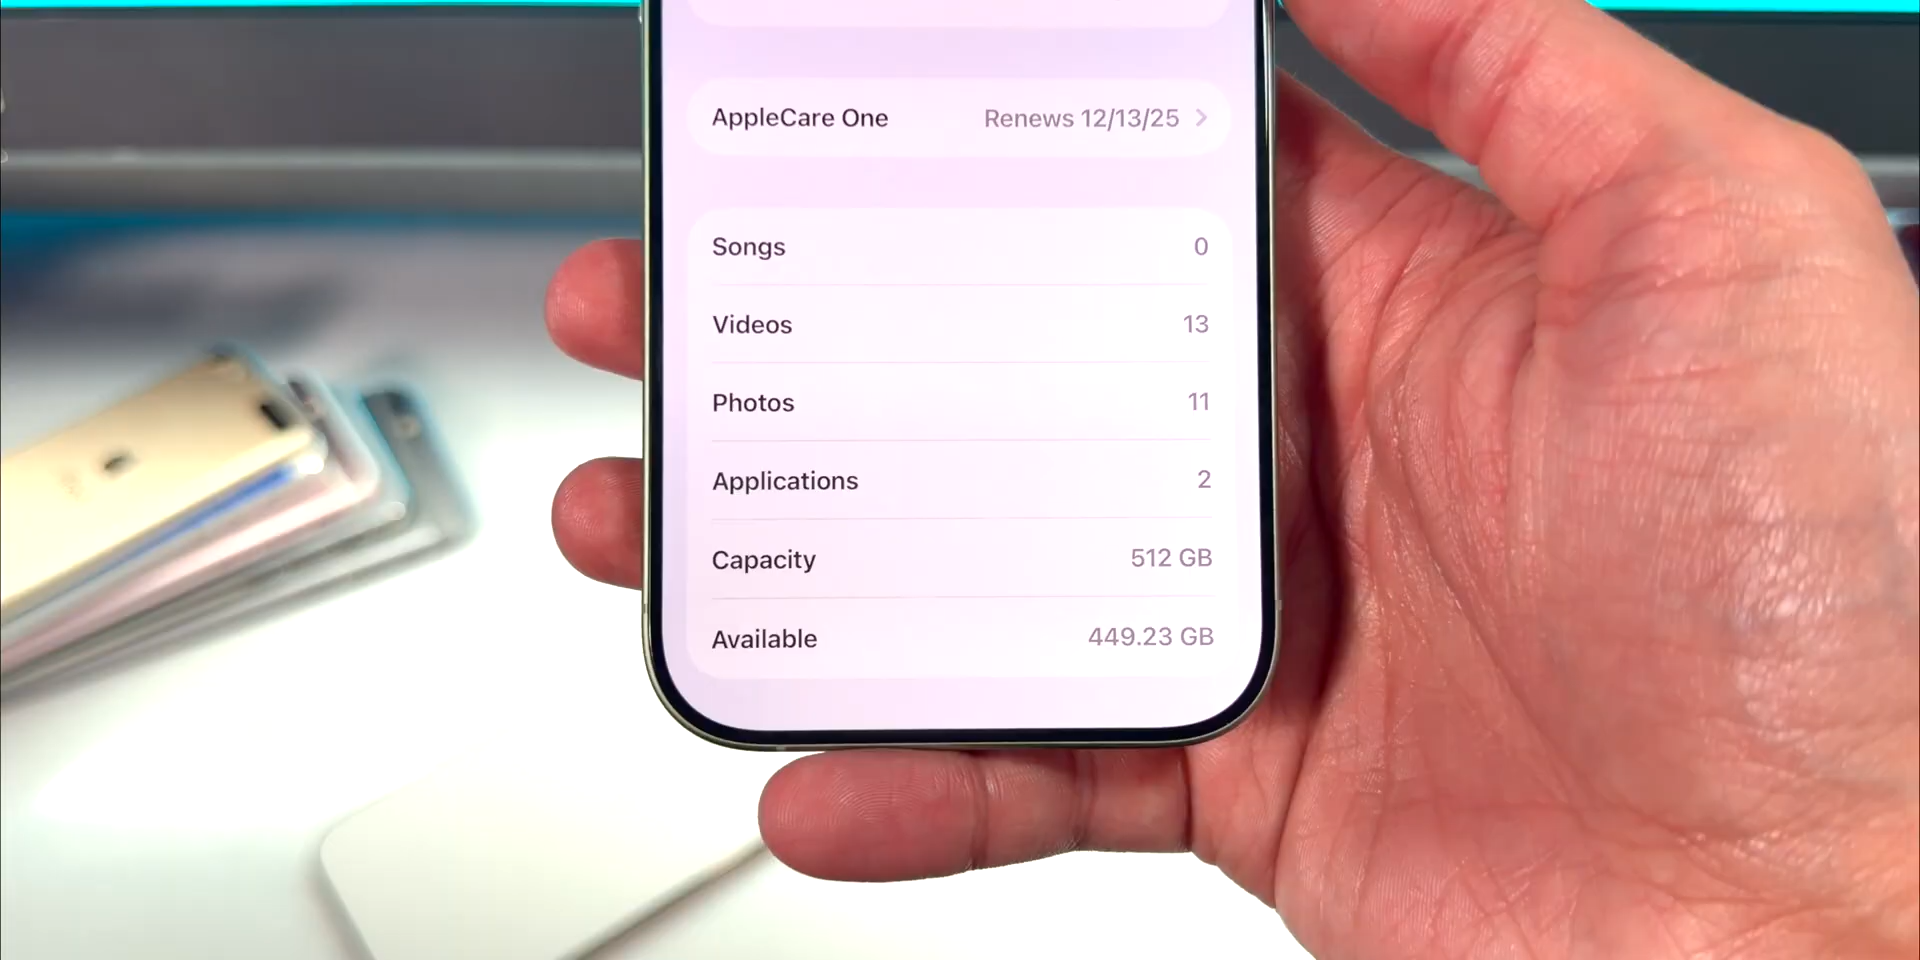 AppleCare One Renews 12/13/25
Songs 0
Videos 13
Photos 11
Applications 2
Capacity 512 GB
Available 449.23 GB